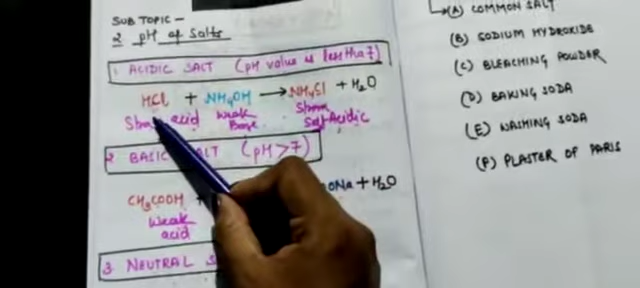 SUB TOPIC -
2 pH of Salts
1. ACIDIC SALT (pH value is less tha 7)
HCl + NH4OH → NH4Cl + H2O
acid Weak Base Salt Acidic
2 BASIC SALT (pH > 7)
CH3COOH + ONa + H2O
Weak acid
3 NEUTRAL S
(A) COMMON SALT
(B) SODIUM HYDROXIDE
(C) BLEACHING POWDER
(D) BAKING SODA
(E) WASHING SODA
(F) PLASTER OF PARIS